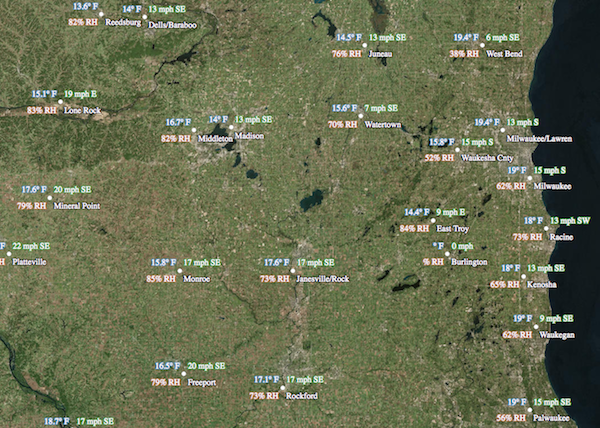 13.6° F
82% RH
Reedsburg
14° F 13 mph SE
Dells/Baraboo
14.5° F 13 mph SE
76% RH
Juneau
19.4° F 6 mph SE
38% RH
West Bend
15.1° F 19 mph E
83% RH
Lone Rock
16.7° F
82% RH
Middleton
14° F 13 mph SE
Madison
15.6° F 7 mph SE
70% RH
Watertown
19.4° F 13 mph S
Milwaukee/Lawren
15.8° F 15 mph S
52% RH
Waukesha Cnty
19° F 15 mph S
62% RH
Milwaukee
17.6° F 20 mph SE
79% RH
Mineral Point
14.4° F 9 mph E
84% RH
East Troy
18° F 13 mph SW
73% RH
Racine
F 22 mph SE
H
Platteville
° F 0 mph
% RH
Burlington
15.8° F 17 mph SE
85% RH
Monroe
17.6° F 17 mph SE
73% RH
Janesville/Rock
18° F 13 mph SE
65% RH
Kenosha
19° F 9 mph SE
62% RH
Waukegan
16.5° F 20 mph SE
79% RH
Freeport
17.1° F 17 mph SE
73% RH
Rockford
19° F 15 mph SE
56% RH
Palwaukee
18.7° F 17 mph SE